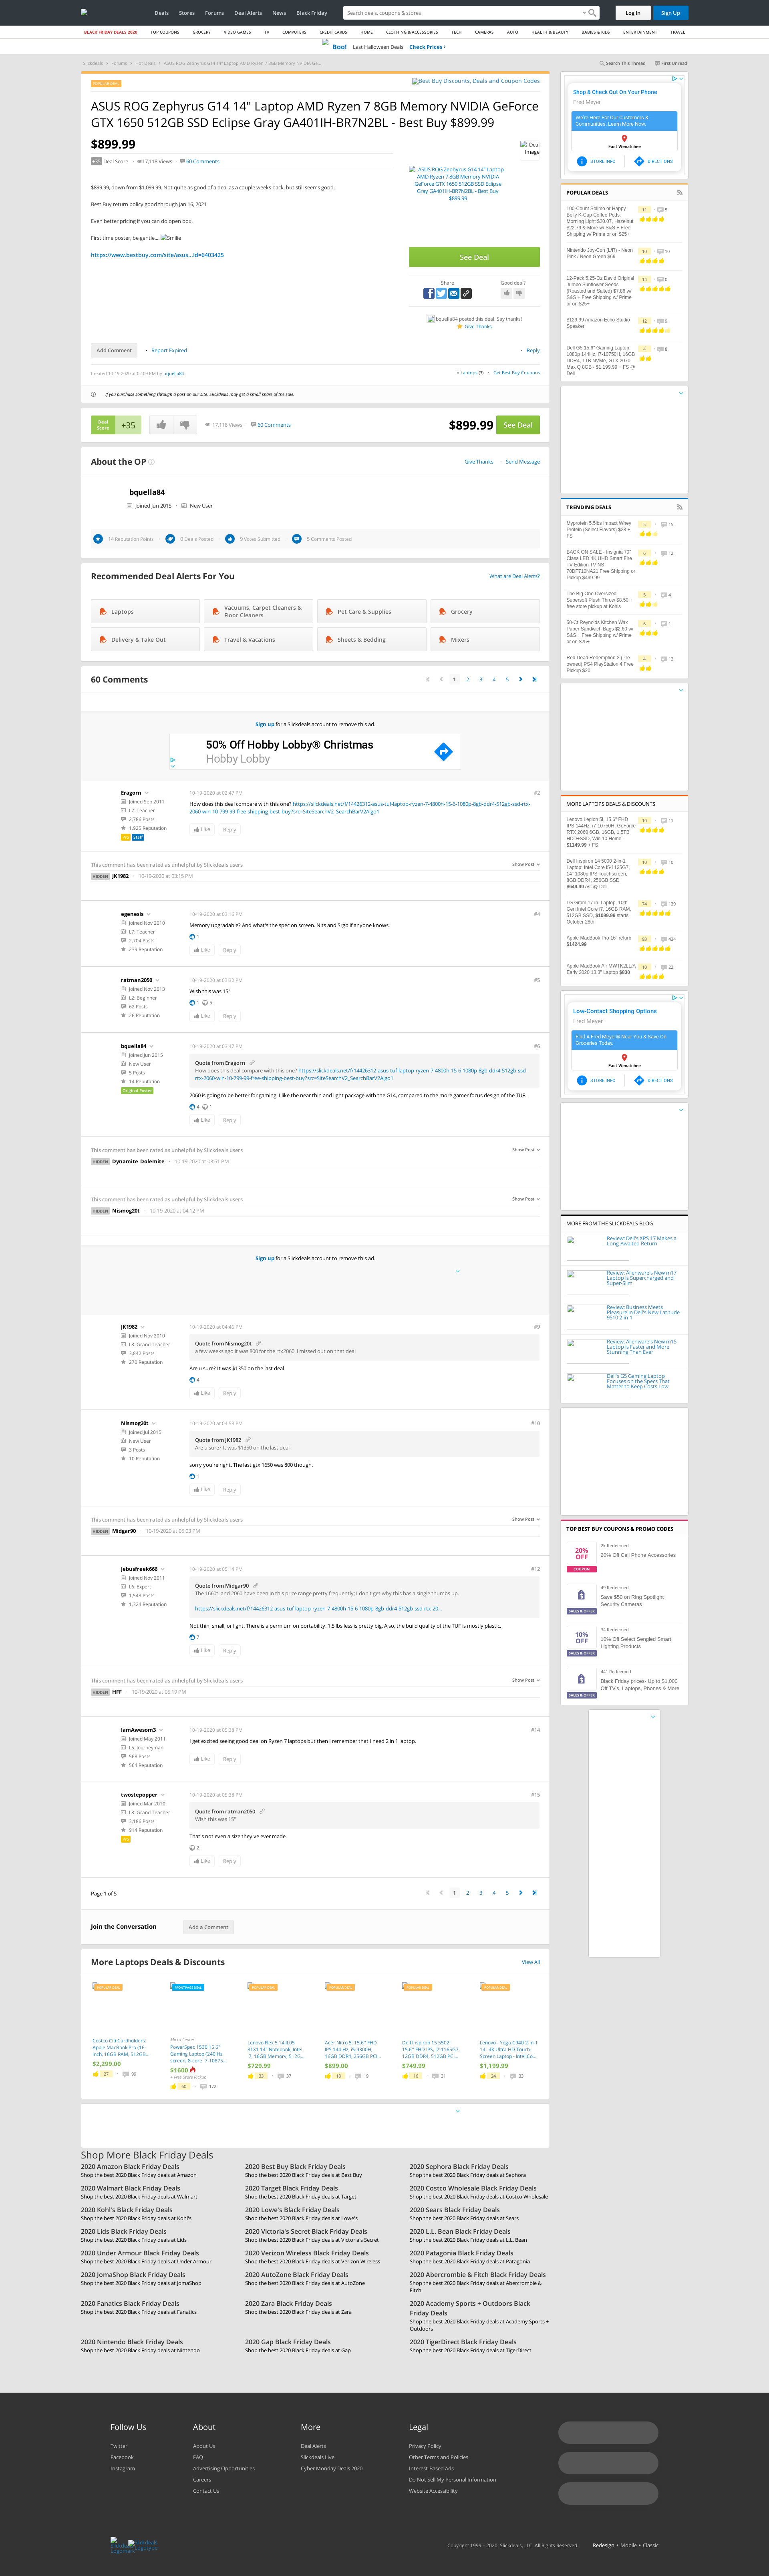 Deals Stores Forums Deal Alerts News Black Friday
Search deals, coupons & stores
Log In Sign Up
BLACK FRIDAY DEALS 2020 TOP COUPONS GROCERY VIDEO GAMES TV COMPUTERS CREDIT CARDS HOME CLOTHING & ACCESSORIES TECH CAMERAS AUTO HEALTH & BEAUTY BABIES & KIDS ENTERTAINMENT TRAVEL
Boo! Last Halloween Deals Check Prices
Slickdeals > Forums > Hot Deals > ASUS ROG Zephyrus G14 14" Laptop AMD Ryzen 7 8GB Memory NVIDIA Ge...
Search This Thread First Unread
Best Buy Discounts, Deals and Coupon Codes
ASUS ROG Zephyrus G14 14" Laptop AMD Ryzen 7 8GB Memory NVIDIA GeForce
GTX 1650 512GB SSD Eclipse Gray GA401IH-BR7N2BL - Best Buy $899.99
$899.99
Deal Image
+35 Deal Score 17,118 Views 60 Comments
ASUS ROG Zephyrus G14 14" Laptop
AMD Ryzen 7 8GB Memory NVIDIA
GeForce GTX 1650 512GB SSD Eclipse
Gray GA401IH-BR7N2BL - Best Buy
$899.99
$899.99, down from $1,099.99. Not quite as good of a deal as a couple weeks back, but still seems good.
Best Buy return policy good through Jan 16, 2021
Even better pricing if you can do open box.
First time poster, be gentle.... Smilie
https://www.bestbuy.com/site/asus...Id=6403425
See Deal
Share Good deal?
bquella84 posted this deal. Say thanks!
Give Thanks
Add Comment Report Expired Reply
Created 10-19-2020 at 02:09 PM by bquella84
in Laptops (3) Get Best Buy Coupons
If you purchase something through a post on our site, Slickdeals may get a small share of the sale.
Deal Score +35 17,118 Views 60 Comments $899.99 See Deal
About the OP Give Thanks Send Message
bquella84
Joined Jun 2015 New User
14 Reputation Points 0 Deals Posted 9 Votes Submitted 5 Comments Posted
Recommended Deal Alerts For You What are Deal Alerts?
Laptops
Vacuums, Carpet Cleaners & Floor Cleaners
Pet Care & Supplies
Grocery
Delivery & Take Out
Travel & Vacations
Sheets & Bedding
Mixers
60 Comments 1 2 3 4 5
Sign up for a Slickdeals account to remove this ad.
50% Off Hobby Lobby® Christmas
Hobby Lobby
Eragorn
Joined Sep 2011
L7: Teacher
2,786 Posts
1,925 Reputation
Pro Staff
10-19-2020 at 02:47 PM #2
How does this deal compare with this one? https://slickdeals.net/f/14426312-asus-tuf-laptop-ryzen-7-4800h-15-6-1080p-8gb-ddr4-512gb-ssd-rtx-
2060-win-10-799-99-free-shipping-best-buy?src=SiteSearchV2_SearchBarV2Algo1
Like Reply
This comment has been rated as unhelpful by Slickdeals users Show Post
HIDDEN JK1982 10-19-2020 at 03:15 PM
egenesis
Joined Nov 2010
L7: Teacher
2,704 Posts
239 Reputation
10-19-2020 at 03:16 PM #4
Memory upgradable? And what's the spec on screen. Nits and Srgb if anyone knows.
1
Like Reply
ratman2050
Joined Nov 2013
L2: Beginner
62 Posts
26 Reputation
10-19-2020 at 03:32 PM #5
Wish this was 15"
1 5
Like Reply
bquella84
Joined Jun 2015
New User
5 Posts
14 Reputation
Original Poster
10-19-2020 at 03:47 PM #6
Quote from Eragorn
How does this deal compare with this one? https://slickdeals.net/f/14426312-asus-tuf-laptop-ryzen-7-4800h-15-6-1080p-8gb-ddr4-512gb-ssd-
rtx-2060-win-10-799-99-free-shipping-best-buy?src=SiteSearchV2_SearchBarV2Algo1
2060 is going to be better for gaming. I like the near thin and light package with the G14, compared to the more gamer focus design of the TUF.
4 1
Like Reply
This comment has been rated as unhelpful by Slickdeals users Show Post
HIDDEN Dynamite_Dolemite 10-19-2020 at 03:51 PM
This comment has been rated as unhelpful by Slickdeals users Show Post
HIDDEN Nismog20t 10-19-2020 at 04:12 PM
Sign up for a Slickdeals account to remove this ad.
JK1982
Joined Nov 2010
L8: Grand Teacher
3,842 Posts
270 Reputation
10-19-2020 at 04:46 PM #9
Quote from Nismog20t
a few weeks ago it was 800 for the rtx2060. i missed out on that deal
Are u sure? It was $1350 on the last deal
4
Like Reply
Nismog20t
Joined Jul 2015
New User
3 Posts
10 Reputation
10-19-2020 at 04:58 PM #10
Quote from JK1982
Are u sure? It was $1350 on the last deal
sorry you're right. The last gtx 1650 was 800 though.
1
Like Reply
This comment has been rated as unhelpful by Slickdeals users Show Post
HIDDEN Midgar90 10-19-2020 at 05:03 PM
Jebusfreek666
Joined Nov 2011
L6: Expert
1,543 Posts
1,324 Reputation
10-19-2020 at 05:14 PM #12
Quote from Midgar90
The 1660ti and 2060 have been in this price range pretty frequently; I don't get why this has a single thumbs up.
https://slickdeals.net/f/14426312-asus-tuf-laptop-ryzen-7-4800h-15-6-1080p-8gb-ddr4-512gb-ssd-rtx-20...
Not thin, small, or light. There is a premium on portability. 1.5 lbs less is pretty big, Aso, the build quality of the TUF is mostly plastic.
7
Like Reply
This comment has been rated as unhelpful by Slickdeals users Show Post
HIDDEN HFF 10-19-2020 at 05:19 PM
IamAwesom3
Joined May 2011
L5: Journeyman
568 Posts
564 Reputation
10-19-2020 at 05:38 PM #14
I get excited seeing good deal on Ryzen 7 laptops but then I remember that I need 2 in 1 laptop.
Like Reply
twostepopper
Joined Mar 2010
L8: Grand Teacher
3,186 Posts
914 Reputation
Pro
10-19-2020 at 05:38 PM #15
Quote from ratman2050
Wish this was 15"
That's not even a size they've ever made.
2
Like Reply
Page 1 of 5 1 2 3 4 5
Join the Conversation Add a Comment
More Laptops Deals & Discounts View All
Costco Citi Cardholders: Apple MacBook Pro (16-inch, 16GB RAM, 512GB...
$2,299.00
27 99
Micro Center
PowerSpec 1530 15.6" Gaming Laptop (240 Hz screen, 8-core i7-10875...
$1600
+ Free Store Pickup
60 172
Lenovo Flex 5 14IIL05 81X1 14" Notebook, Intel i7, 16GB Memory, 512G...
$729.99
33 37
Acer Nitro 5: 15.6" FHD IPS 144 Hz, i5-9300H, 16GB DDR4, 256GB PCI...
$899.00
18 19
Dell Inspiron 15 5502: 15.6" FHD IPS, i7-1165G7, 12GB DDR4, 512GB PCI...
$749.99
16 31
Lenovo - Yoga C940 2-in-1 14" 4K Ultra HD Touch-Screen Laptop - Intel Co...
$1,199.99
24 33
Shop More Black Friday Deals
2020 Amazon Black Friday Deals
Shop the best 2020 Black Friday deals at Amazon
2020 Best Buy Black Friday Deals
Shop the best 2020 Black Friday deals at Best Buy
2020 Sephora Black Friday Deals
Shop the best 2020 Black Friday deals at Sephora
2020 Walmart Black Friday Deals
Shop the best 2020 Black Friday deals at Walmart
2020 Target Black Friday Deals
Shop the best 2020 Black Friday deals at Target
2020 Costco Wholesale Black Friday Deals
Shop the best 2020 Black Friday deals at Costco Wholesale
2020 Kohl's Black Friday Deals
Shop the best 2020 Black Friday deals at Kohl's
2020 Lowe's Black Friday Deals
Shop the best 2020 Black Friday deals at Lowe's
2020 Sears Black Friday Deals
Shop the best 2020 Black Friday deals at Sears
2020 Lids Black Friday Deals
Shop the best 2020 Black Friday deals at Lids
2020 Victoria's Secret Black Friday Deals
Shop the best 2020 Black Friday deals at Victoria's Secret
2020 L.L. Bean Black Friday Deals
Shop the best 2020 Black Friday deals at L.L. Bean
2020 Under Armour Black Friday Deals
Shop the best 2020 Black Friday deals at Under Armour
2020 Verizon Wireless Black Friday Deals
Shop the best 2020 Black Friday deals at Verizon Wireless
2020 Patagonia Black Friday Deals
Shop the best 2020 Black Friday deals at Patagonia
2020 JomaShop Black Friday Deals
Shop the best 2020 Black Friday deals at JomaShop
2020 AutoZone Black Friday Deals
Shop the best 2020 Black Friday deals at AutoZone
2020 Abercrombie & Fitch Black Friday Deals
Shop the best 2020 Black Friday deals at Abercrombie & Fitch
2020 Fanatics Black Friday Deals
Shop the best 2020 Black Friday deals at Fanatics
2020 Zara Black Friday Deals
Shop the best 2020 Black Friday deals at Zara
2020 Academy Sports + Outdoors Black Friday Deals
Shop the best 2020 Black Friday deals at Academy Sports + Outdoors
2020 Nintendo Black Friday Deals
Shop the best 2020 Black Friday deals at Nintendo
2020 Gap Black Friday Deals
Shop the best 2020 Black Friday deals at Gap
2020 TigerDirect Black Friday Deals
Shop the best 2020 Black Friday deals at TigerDirect
Shop & Check Out On Your Phone
Fred Meyer
We're Here For Our Customers & Communities. Learn More Now.
East Wenatchee
STORE INFO DIRECTIONS
POPULAR DEALS
100-Count Solimo or Happy Belly K-Cup Coffee Pods: Morning Light $20.07, Hazelnut $22.79 & More w/ S&S + Free Shipping w/ Prime or on $25+
11 5
Nintendo Joy-Con (L/R) - Neon Pink / Neon Green $69
10 10
12-Pack 5.25-Oz David Original Jumbo Sunflower Seeds (Roasted and Salted) $7.86 w/ S&S + Free Shipping w/ Prime or on $25+
14 0
$129.99 Amazon Echo Studio Speaker
12 9
Dell G5 15.6" Gaming Laptop: 1080p 144Hz, i7-10750H, 16GB DDR4, 1TB NVMe, GTX 2070 Max Q 8GB - $1,199.99 + FS @ Dell
4 8
TRENDING DEALS
Myprotein 5.5lbs Impact Whey Protein (Select Flavors) $28 + FS
5 15
BACK ON SALE - Insignia 70" Class LED 4K UHD Smart Fire TV Edition TV NS-70DF710NA21 Free Shipping or Pickup $499.99
6 12
The Big One Oversized Supersoft Plush Throw $8.50 + free store pickup at Kohls
5 4
50-Ct Reynolds Kitchen Wax Paper Sandwich Bags $2.60 w/ S&S + Free Shipping w/ Prime or on $25+
6 1
Red Dead Redemption 2 (Pre-owned) PS4 PlayStation 4 Free Pickup $20
4 12
MORE LAPTOPS DEALS & DISCOUNTS
Lenovo Legion 5i, 15.6" FHD IPS 144HZ, i7-10750H, GeForce RTX 2060 6GB, 16GB, 1.5TB HDD+SSD, Win 10 Home - $1149.99 + FS
10 11
Dell Inspiron 14 5000 2-in-1 Laptop: Intel Core i5-1135G7, 14" 1080p IPS Touchscreen, 8GB DDR4, 256GB SSD $649.99 AC @ Dell
16 10
LG Gram 17 in. Laptop, 10th Gen Intel Core i7, 16GB RAM, 512GB SSD. $1099.99 starts October 28th
74 139
Apple MacBook Pro 16" refurb $1424.99
93 434
Apple MacBook Air MWTK2LL/A Early 2020 13.3" Laptop $830
10 22
Low-Contact Shopping Options
Fred Meyer
Find A Fred Meyer® Near You & Save On Groceries Today.
East Wenatchee
STORE INFO DIRECTIONS
MORE FROM THE SLICKDEALS BLOG
Review: Dell's XPS 17 Makes a Long-Awaited Return
Review: Alienware's New m17 Laptop is Supercharged and Super-Slim
Review: Business Meets Pleasure in Dell's New Latitude 9510 2-in-1
Review: Alienware's New m15 Laptop is Faster and More Stunning Than Ever
Dell's G5 Gaming Laptop Focuses on the Specs That Matter to Keep Costs Low
TOP BEST BUY COUPONS & PROMO CODES
20% OFF COUPON
2k Redeemed
20% Off Cell Phone Accessories
SALES & OFFER
49 Redeemed
Save $50 on Ring Spotlight Security Cameras
10% OFF SALES & OFFER
34 Redeemed
10% Off Select Sengled Smart Lighting Products
SALES & OFFER
441 Redeemed
Black Friday prices- Up to $1,000 Off TV's, Laptops, Phones & More
Follow Us
Twitter
Facebook
Instagram
About
About Us
FAQ
Advertising Opportunities
Careers
Contact Us
More
Deal Alerts
Slickdeals Live
Cyber Monday Deals 2020
Legal
Privacy Policy
Other Terms and Policies
Interest-Based Ads
Do Not Sell My Personal Information
Website Accessibility
Copyright 1999 – 2020. Slickdeals, LLC. All Rights Reserved. Redesign • Mobile • Classic